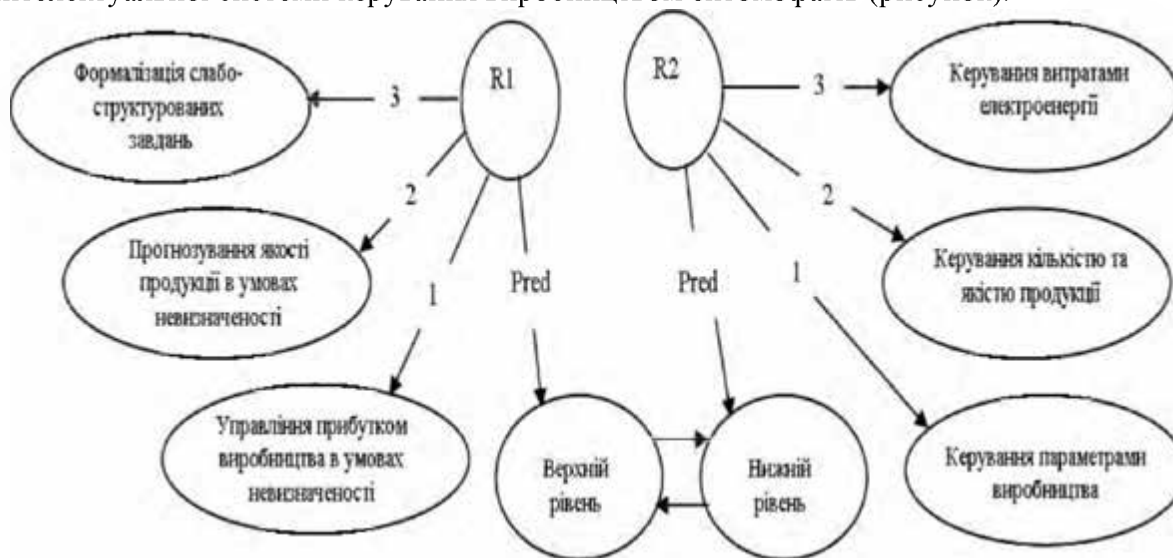 Формалізація слабо-
структурованих
завдань
3
R1
R2
3
Керування витратами
електроенергії
2
2
Прогнозування якості
продукції в умовах
невизначеності
1
Pred
Pred
1
Керування кількістю та
якістю продукції
Управління прибутком
виробництва в умовах
невизначеності
Верхній
рівень
Нижній
рівень
Керування параметрами
виробництва